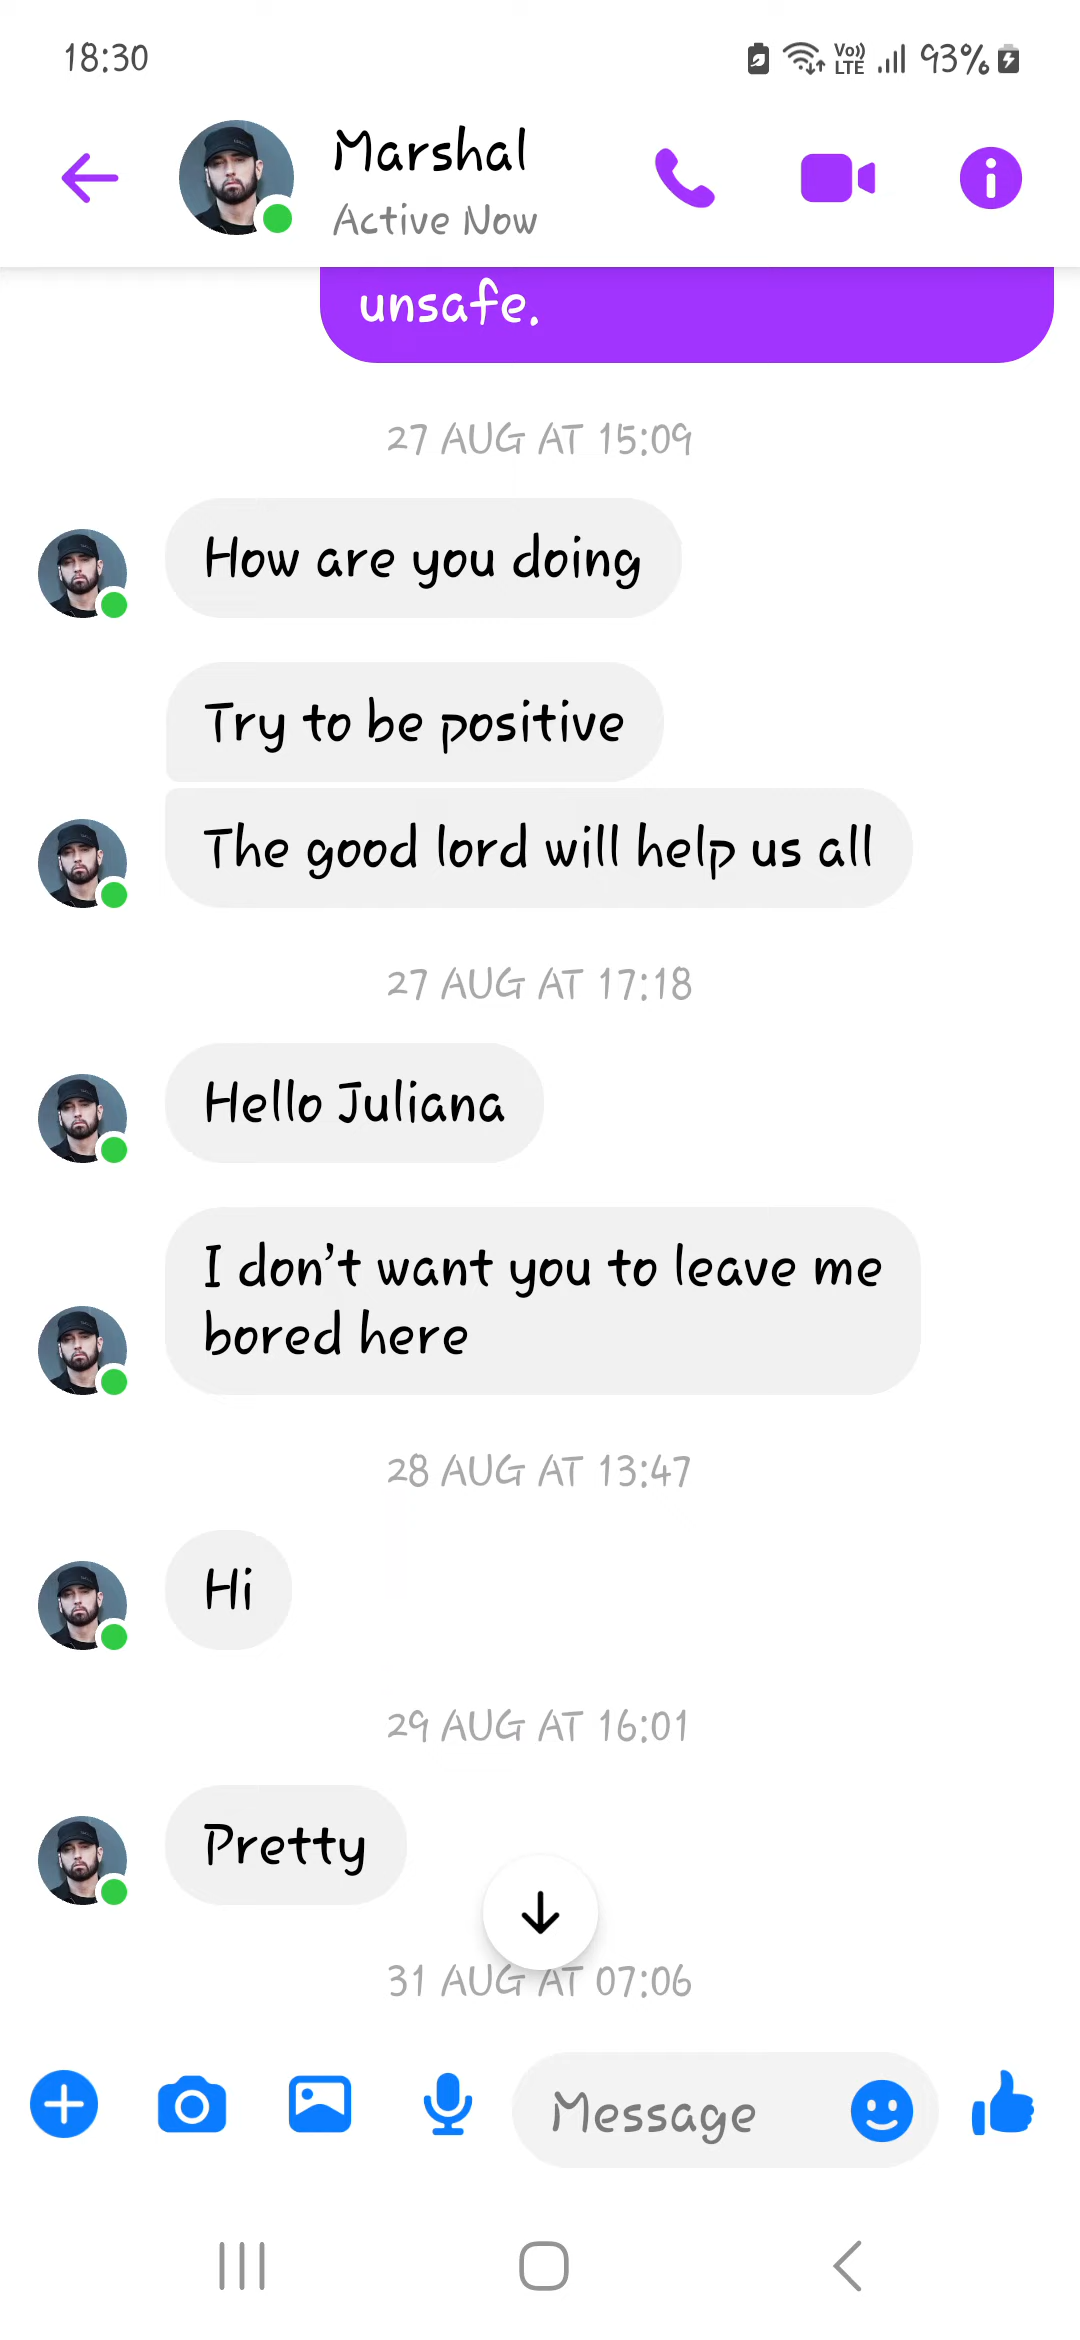 18:30
Vo))
LTE
93%
Marshal
Active Now
unsafe.
27 AUG AT 15:09
How are you doing
Try to be positive
The good lord will help us all
27 AUG AT 17:18
Hello Juliana
I don't want you to leave me
bored here
28 AUG AT 13:47
Hi
29 AUG AT 16:01
Pretty
31 AUG AT 07:06
Message